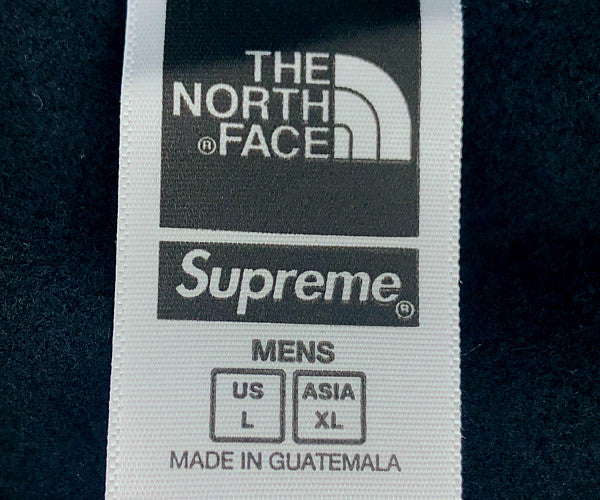 THE
NORTH
®FACE
Supreme®
MENS
US ASIA
L XL
MADE IN GUATEMALA